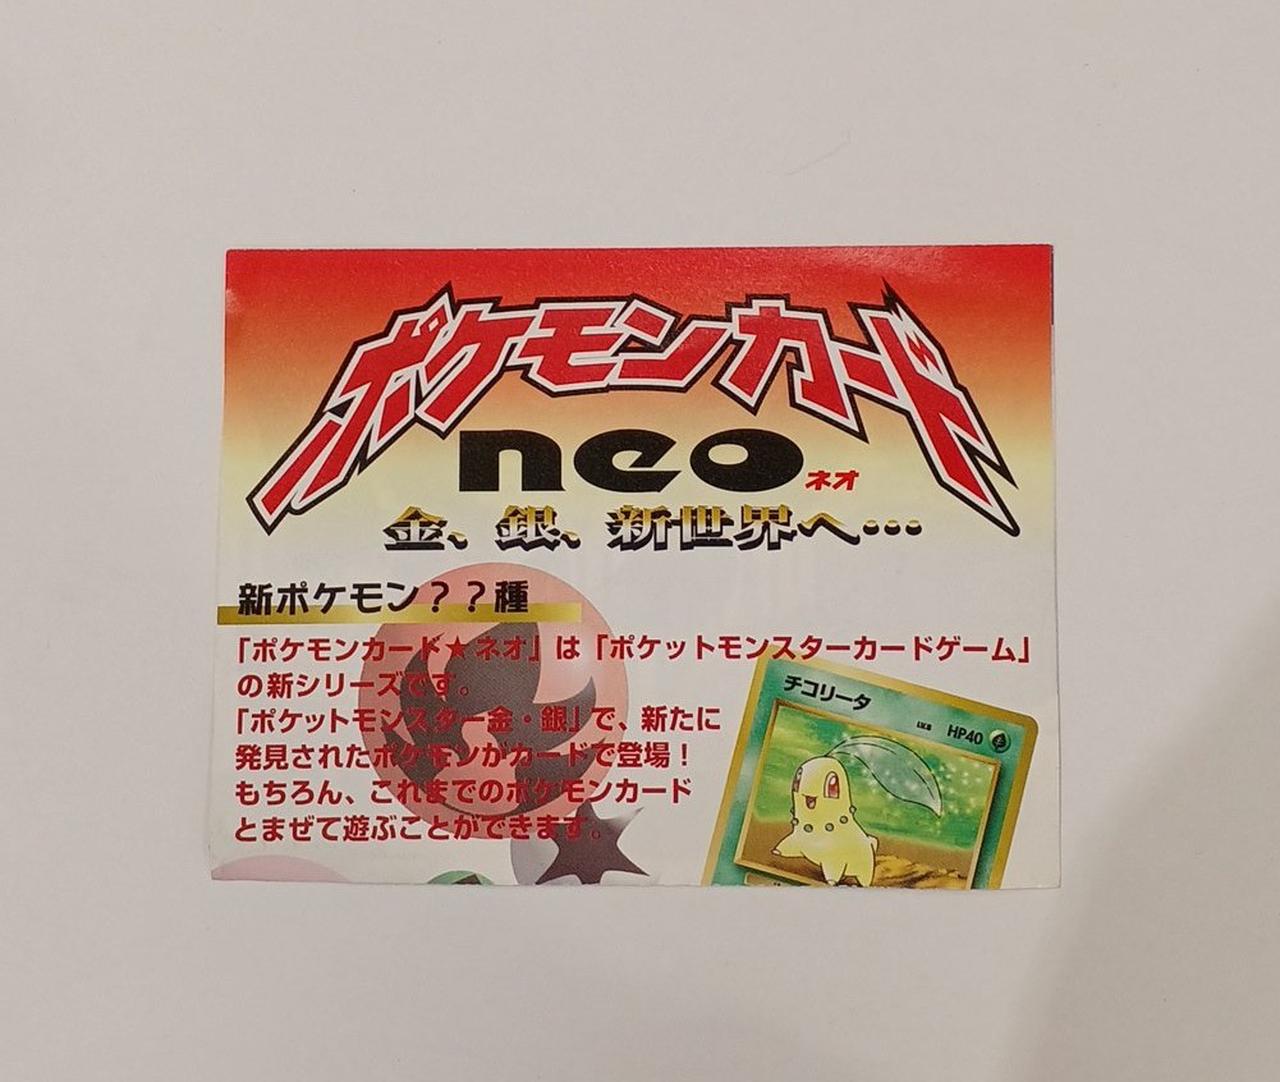 ポケモンカード
neo
ネオ
金、銀、新世界へ…
新ポケモン？？種
「ポケモンカード★ネオ」は「ポケットモンスターカードゲーム」
の新シリーズです。
「ポケットモンスター金・銀」で、新たに
発見されたポケモンがカードで登場！
もちろん、これまでのポケモンカード
とまぜて遊ぶことができます。
チコリータ
HP40